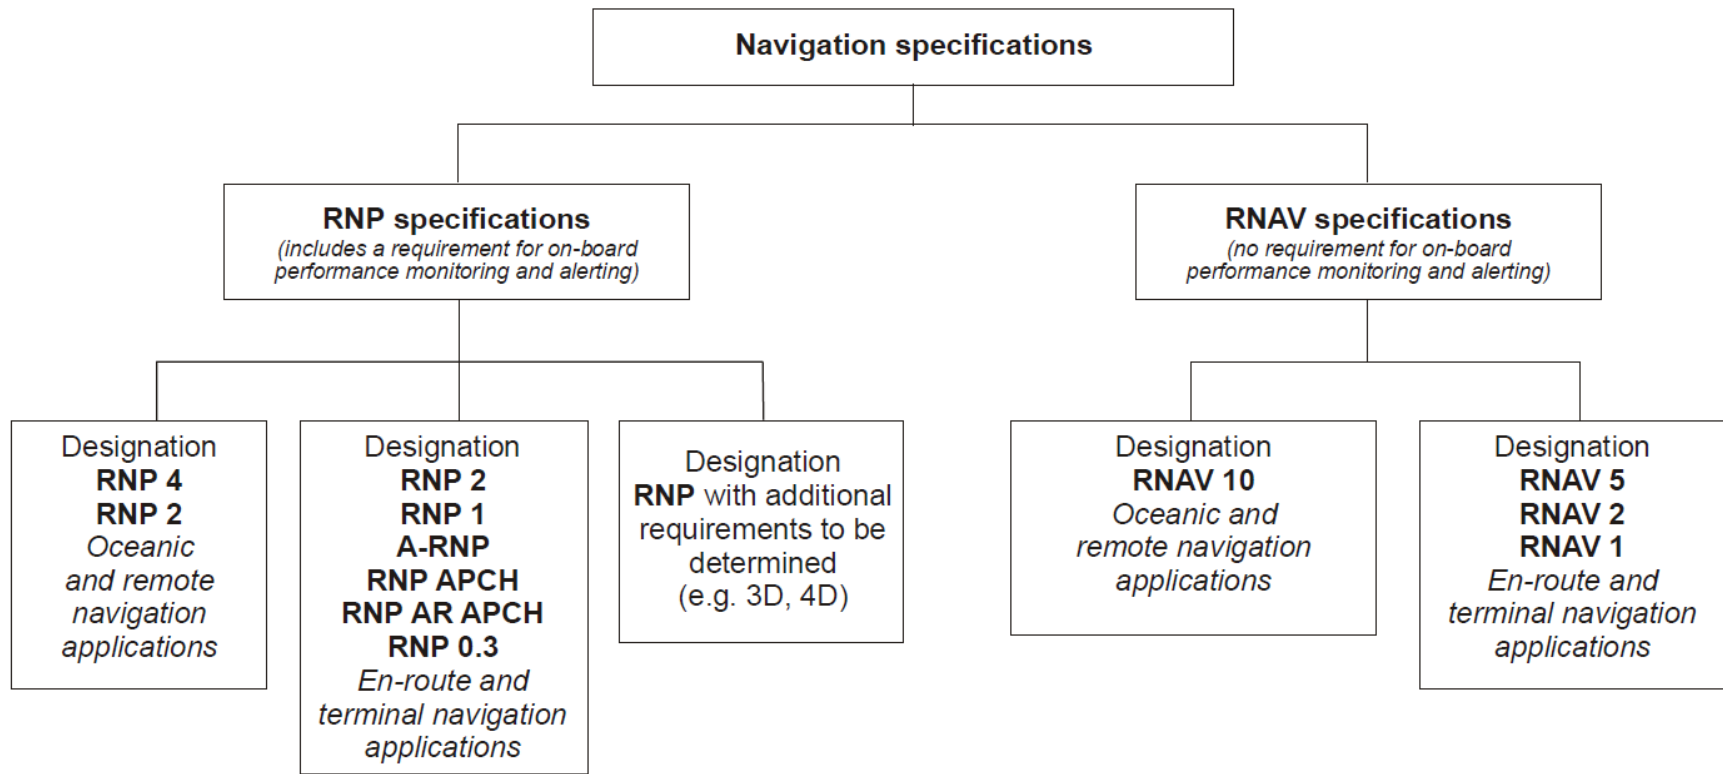 Navigation specifications
RNP specifications
(includes a requirement for on-board
performance monitoring and alerting)
RNAV specifications
(no requirement for on-board
performance monitoring and alerting)
Designation
RNP 4
RNP 2
Oceanic
and remote
navigation
applications
Designation
RNP 2
RNP 1
A-RNP
RNP APCH
RNP AR APCH
RNP 0.3
En-route and
terminal navigation
applications
Designation
RNP with additional
requirements to be
determined
(e.g. 3D, 4D)
Designation
RNAV 10
Oceanic and
remote navigation
applications
Designation
RNAV 5
RNAV 2
RNAV 1
En-route and
terminal navigation
applications